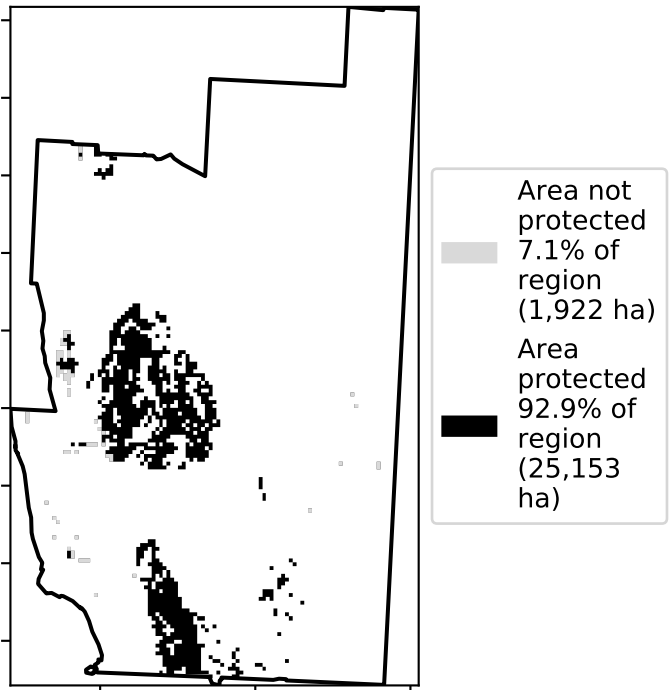 Area not
protected
7.1% of
region
(1,922 ha)
Area
protected
92.9% of
region
(25,153
ha)